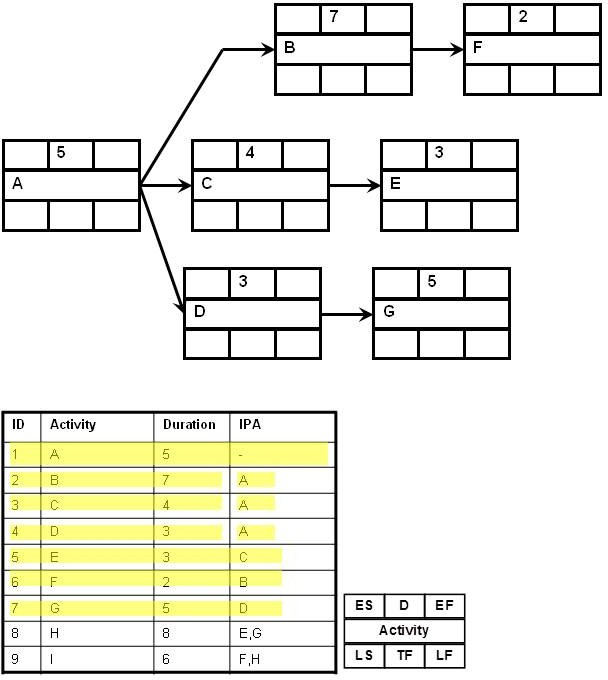 7
2
B
F
5
4
3
A
C
E
3
5
D
G
ID Activity Duration IPA
1 A 5 -
2 B 7 A
3 C 4 A
4 D 3 A
5 E 3 C
6 F 2 B
7 G 5 D
8 H 8 E,G
9 I 6 F,H
ES D EF
Activity
LS TF LF